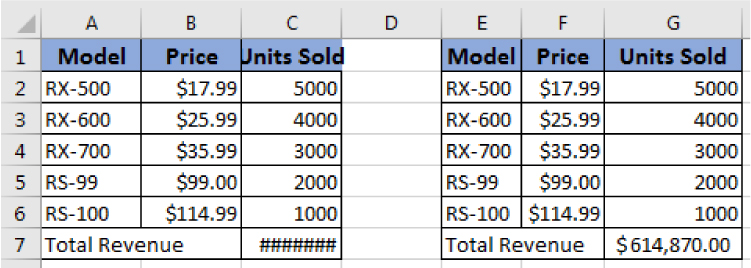 A B C D E F G
1 Model Price Units Sold Model Price Units Sold
2 RX-500 $17.99 5000 RX-500 $17.99 5000
3 RX-600 $25.99 4000 RX-600 $25.99 4000
4 RX-700 $35.99 3000 RX-700 $35.99 3000
5 RS-99 $99.00 2000 RS-99 $99.00 2000
6 RS-100 $114.99 1000 RS-100 $114.99 1000
7 Total Revenue ####### Total Revenue $614,870.00